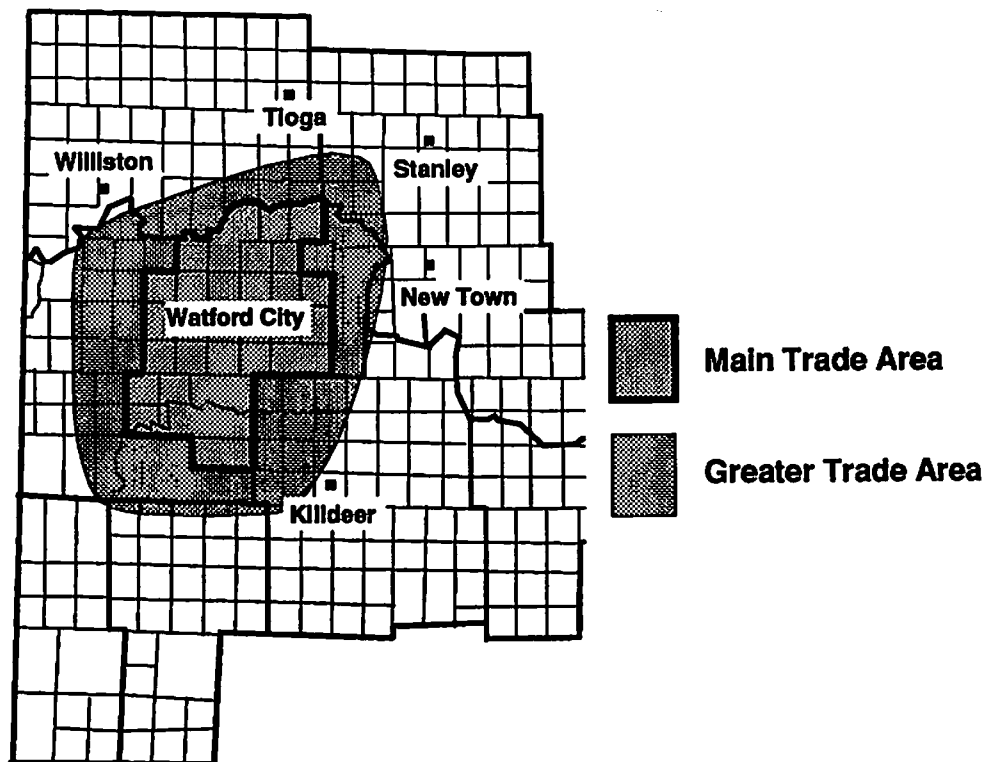 Tioga
Williston
Stanley
New Town
Watford City
Main Trade Area
Greater Trade Area
Killdeer